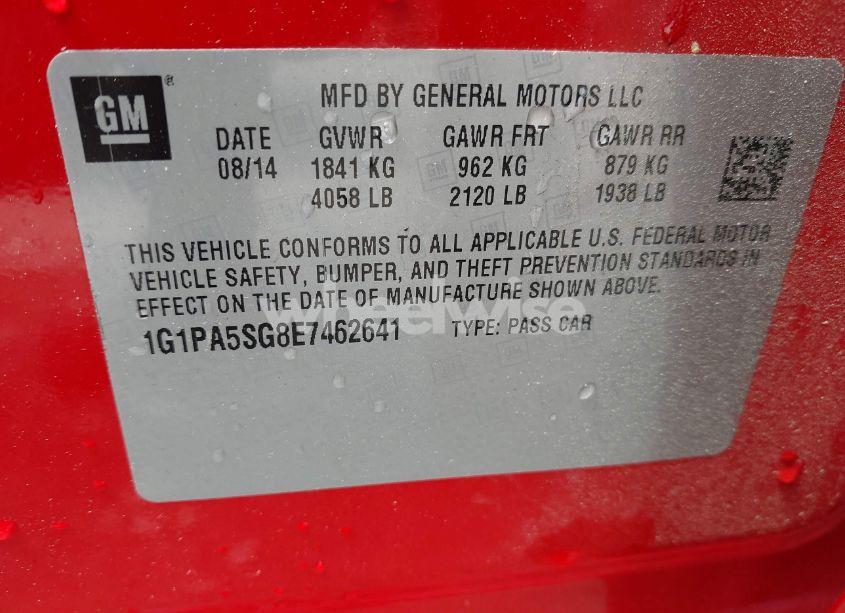 GM ®
MFD BY GENERAL MOTORS LLC
DATE GVWR GAWR FRT GAWR RR
08/14 1841 KG 962 KG 879 KG
4058 LB 2120 LB 1938 LB
THIS VEHICLE CONFORMS TO ALL APPLICABLE U.S. FEDERAL MOTOR
VEHICLE SAFETY, BUMPER, AND THEFT PREVENTION STANDARDS IN
EFFECT ON THE DATE OF MANUFACTURE SHOWN ABOVE.
wheelwise
1G1PA5SG8E7462641 TYPE: PASS CAR